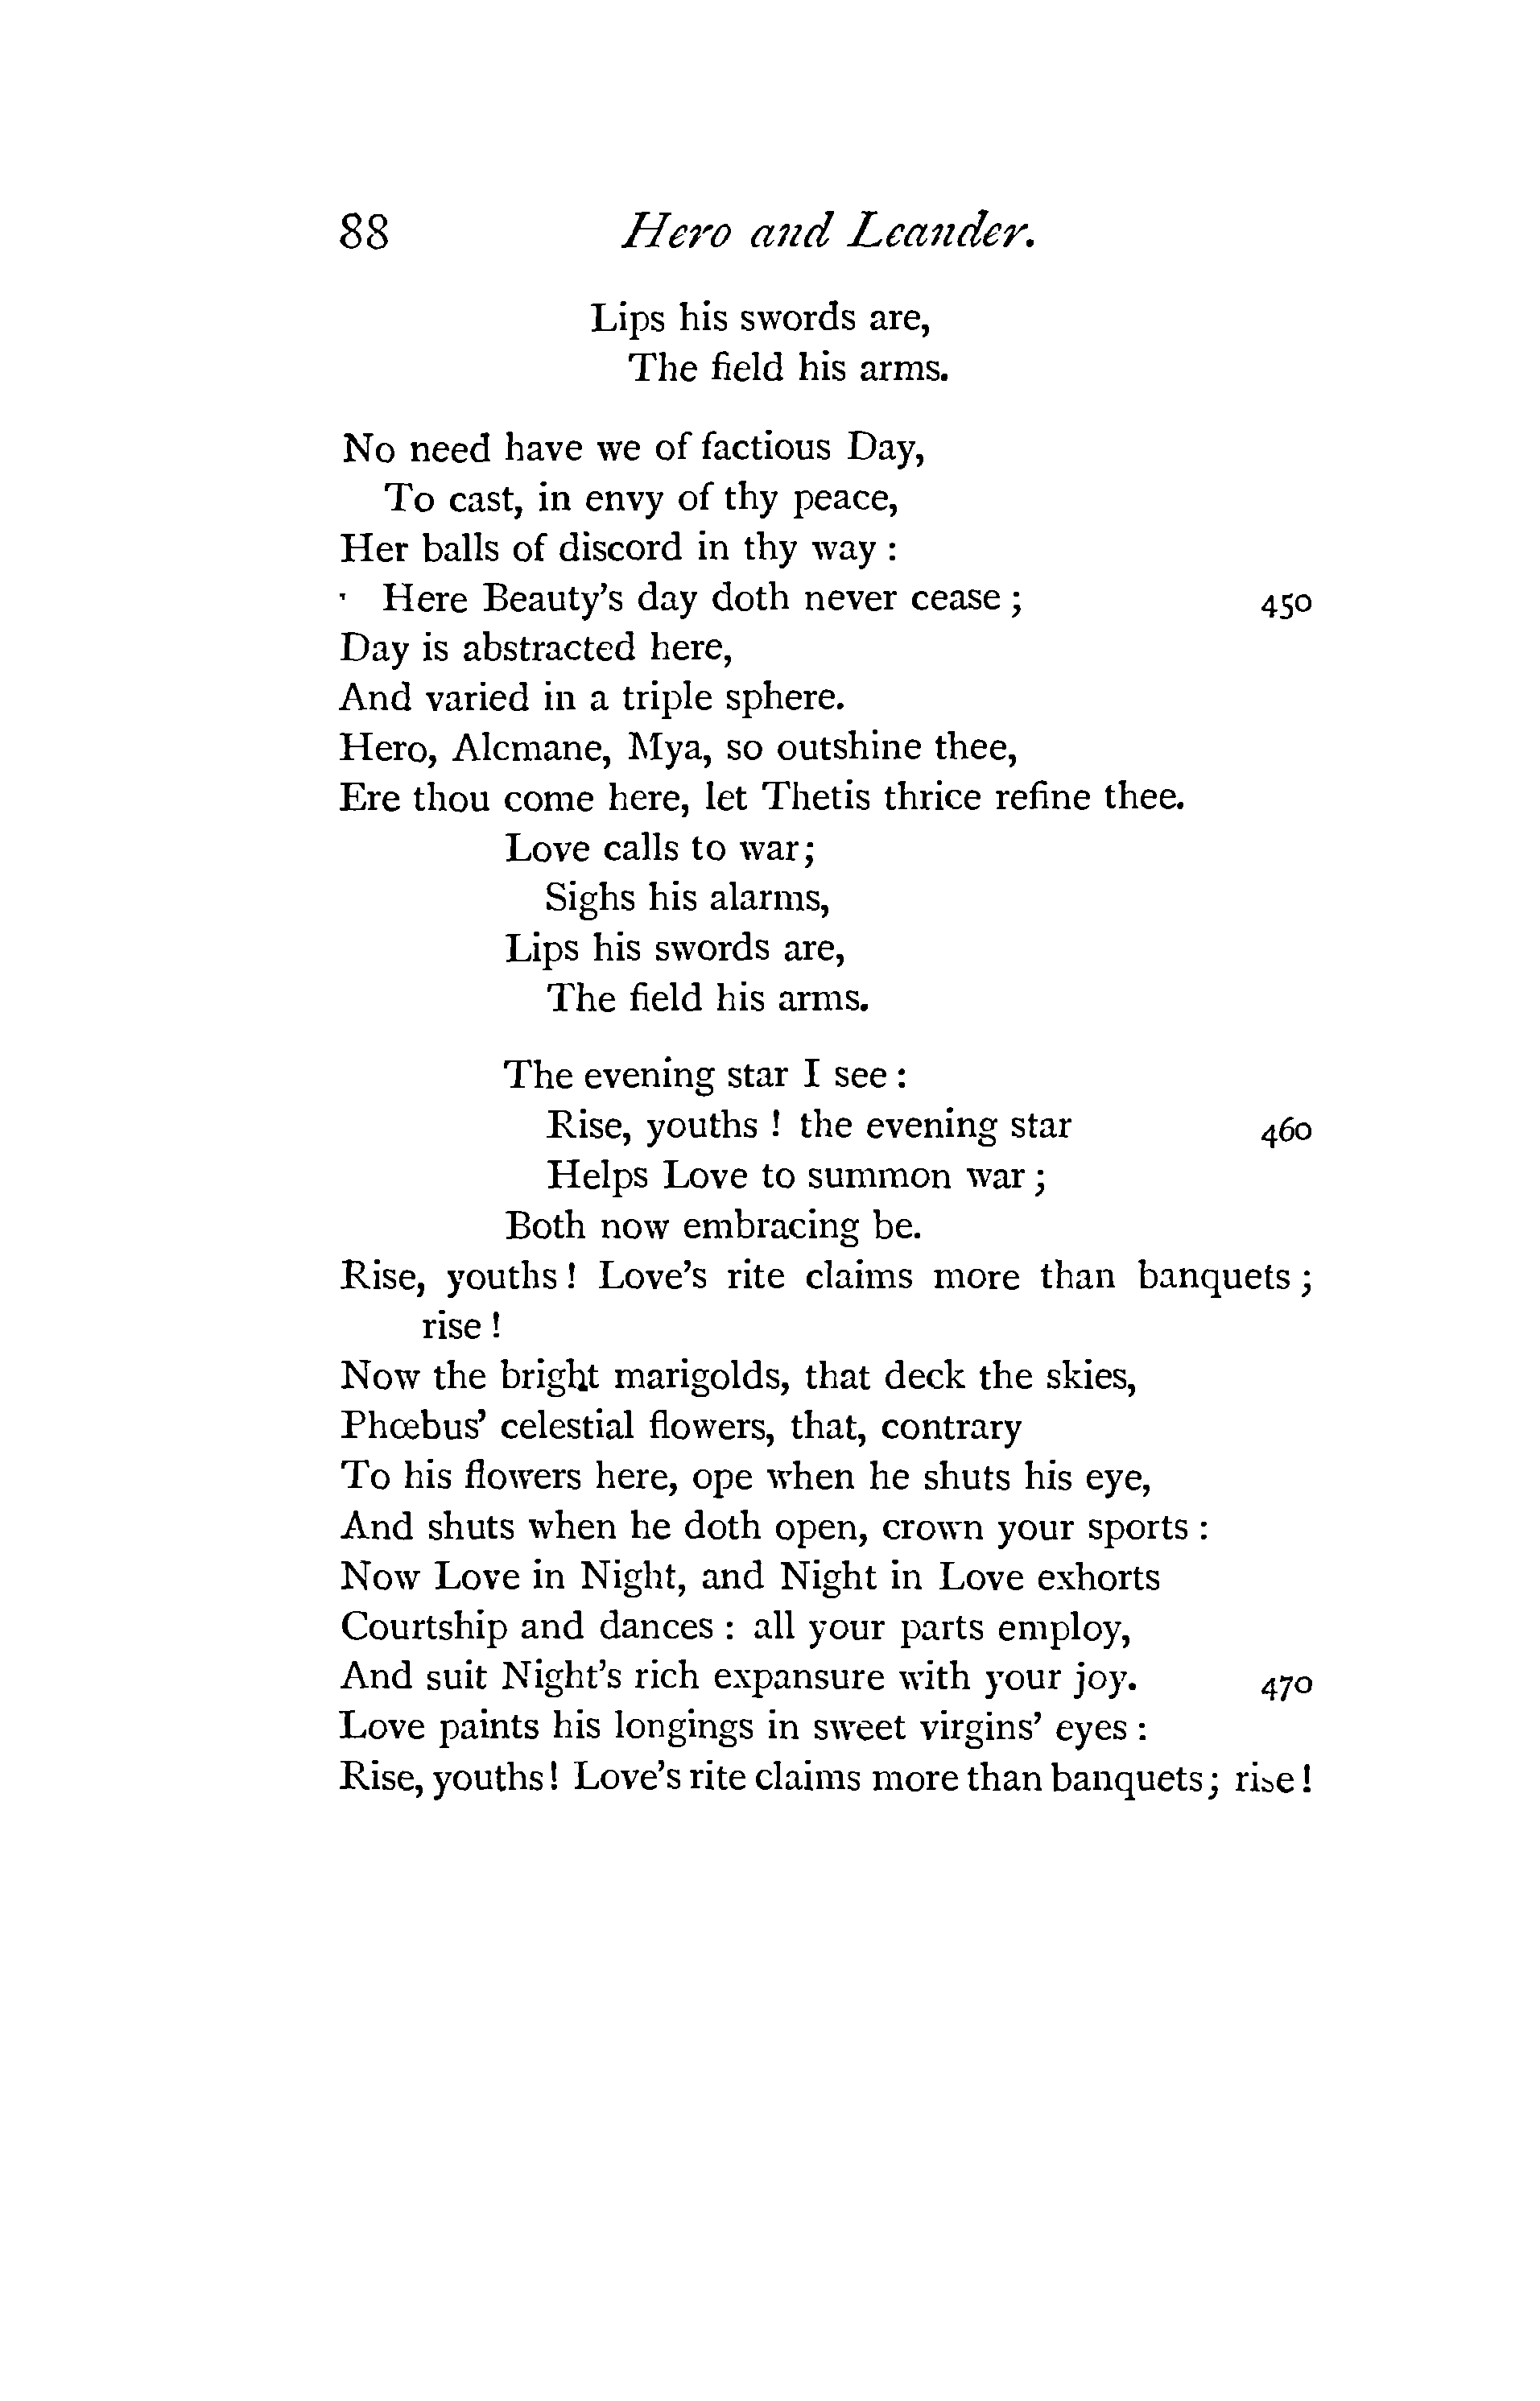 88 Hero and Leander.
Lips his swords are,
The field his arms.
No need have we of factious Day,
To cast, in envy of thy peace,
Her balls of discord in thy way :
Here Beauty's day doth never cease ; 450
Day is abstracted here,
And varied in a triple sphere.
Hero, Alcmane, Mya, so outshine thee,
Ere thou come here, let Thetis thrice refine thee.
Love calls to war;
Sighs his alarms,
Lips his swords are,
The field his arms.
The evening star I see :
Rise, youths ! the evening star 460
Helps Love to summon war ;
Both now embracing be.
Rise, youths ! Love's rite claims more than banquets ;
rise !
Now the bright marigolds, that deck the skies,
Phœbus' celestial flowers, that, contrary
To his flowers here, ope when he shuts his eye,
And shuts when he doth open, crown your sports :
Now Love in Night, and Night in Love exhorts
Courtship and dances : all your parts employ,
And suit Night's rich expansure with your joy. 470
Love paints his longings in sweet virgins' eyes :
Rise, youths ! Love's rite claims more than banquets ; rise !